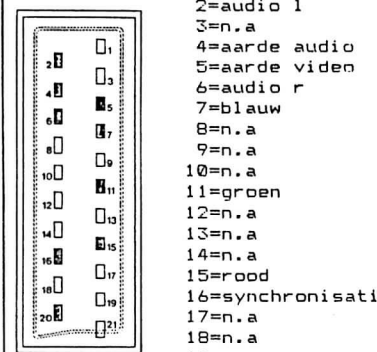 2=audio l
3=n.a
4=aarde audio
5=aarde video
6=audio r
7=blauw
8=n.a
9=n.a
10=n.a
11=groen
12=n.a
13=n.a
14=n.a
15=rood
16=synchronisati
17=n.a
18=n.a
1
2
3
4
5
6
7
8
9
10
11
12
13
14
15
16
17
18
19
20
21